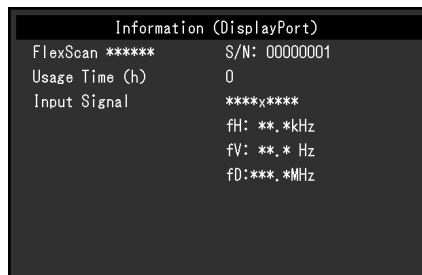 Information (DisplayPort)
FlexScan ****** S/N: 00000001
Usage Time (h) 0
Input Signal ****x****
fH: **.*kHz
fV: **.* Hz
fD:***.*MHz